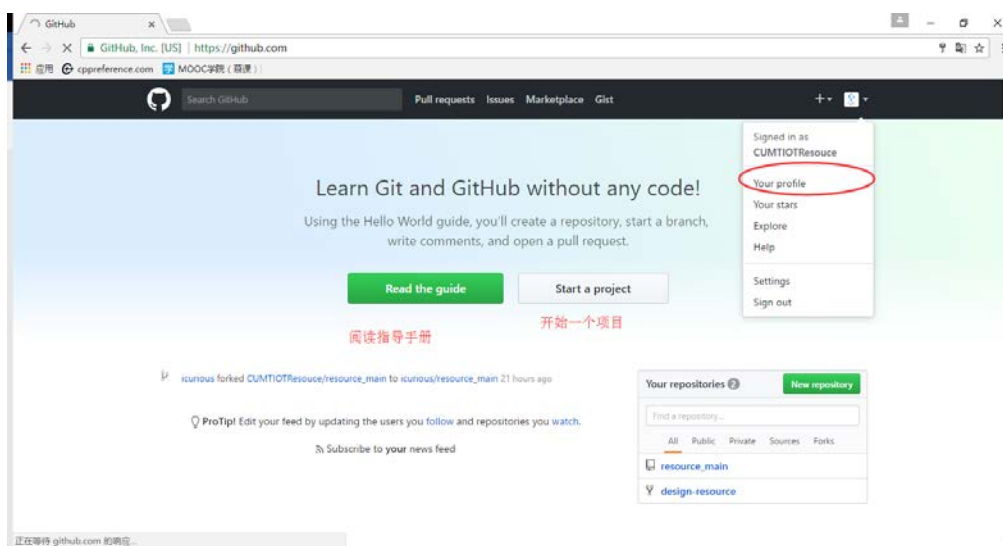 GitHub
GitHub, Inc. [US] | https://github.com
应用 cppreference.com MOOC学院 ( 慕课 )
Search GitHub Pull requests Issues Marketplace Gist
Signed in as
CUMTIOTResouce
Your profile
Your stars
Explore
Help
Settings
Sign out
Learn Git and GitHub without any code!
Using the Hello World guide, you'll create a repository, start a branch,
write comments, and open a pull request.
Read the guide Start a project
阅读指导手册 开始一个项目
icurious forked CUMTIOTResouce/resource_main to icurious/resource_main 21 hours ago
ProTip! Edit your feed by updating the users you follow and repositories you watch.
Subscribe to your news feed
Your repositories 2 New repository
Find a repository...
All Public Private Sources Forks
resource_main
design-resource
正在等待 github.com 的响应...